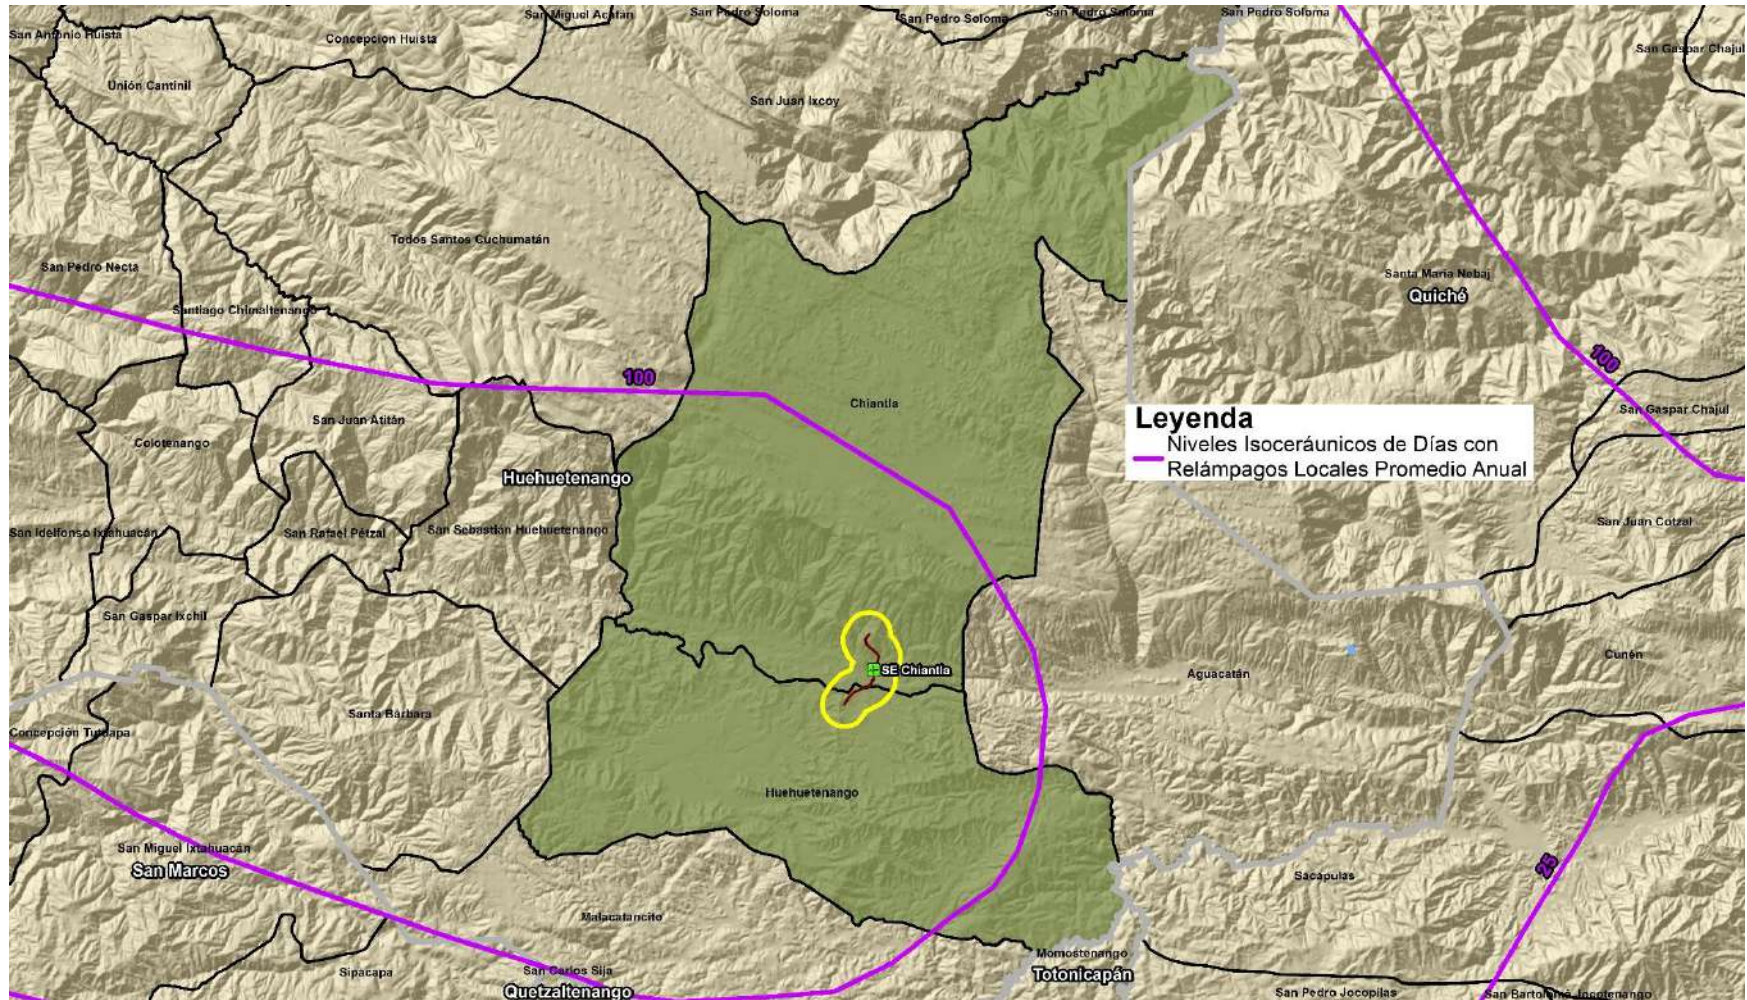 San Miguel Acatán
San Pedro Soloma
San Pedro Soloma
San Pedro Soloma
San Pedro Soloma
San Antonio Huista
Concepción Huista
San Gaspar Chajul
Unión Cantinil
San Juan Ixcoy
Todos Santos Cuchumatán
San Pedro Necta
Santa María Nebaj
Quiché
Santiago Chimaltenango
100
100
Chiantla
San Gaspar Chajul
Leyenda
Niveles Isoceráunicos de Días con
Relámpagos Locales Promedio Anual
San Juan Atitán
Colotenango
Huehuetenango
San Ildefonso Ixtahuacán
San Rafael Pétzal
San Sebastián Huehuetenango
San Juan Cotzal
San Gaspar Ixchil
Cunén
SE Chiantla
Aguacatán
Santa Bárbara
Concepción Tutuapa
Huehuetenango
San Miguel Ixtahuacán
San Marcos
25
Sacapulas
Malacatancito
Momostenango
Totonicapán
Sipacapa
San Carlos Sija
Quetzaltenango
San Pedro Jocopilas
San Bartolomé Jocotenango